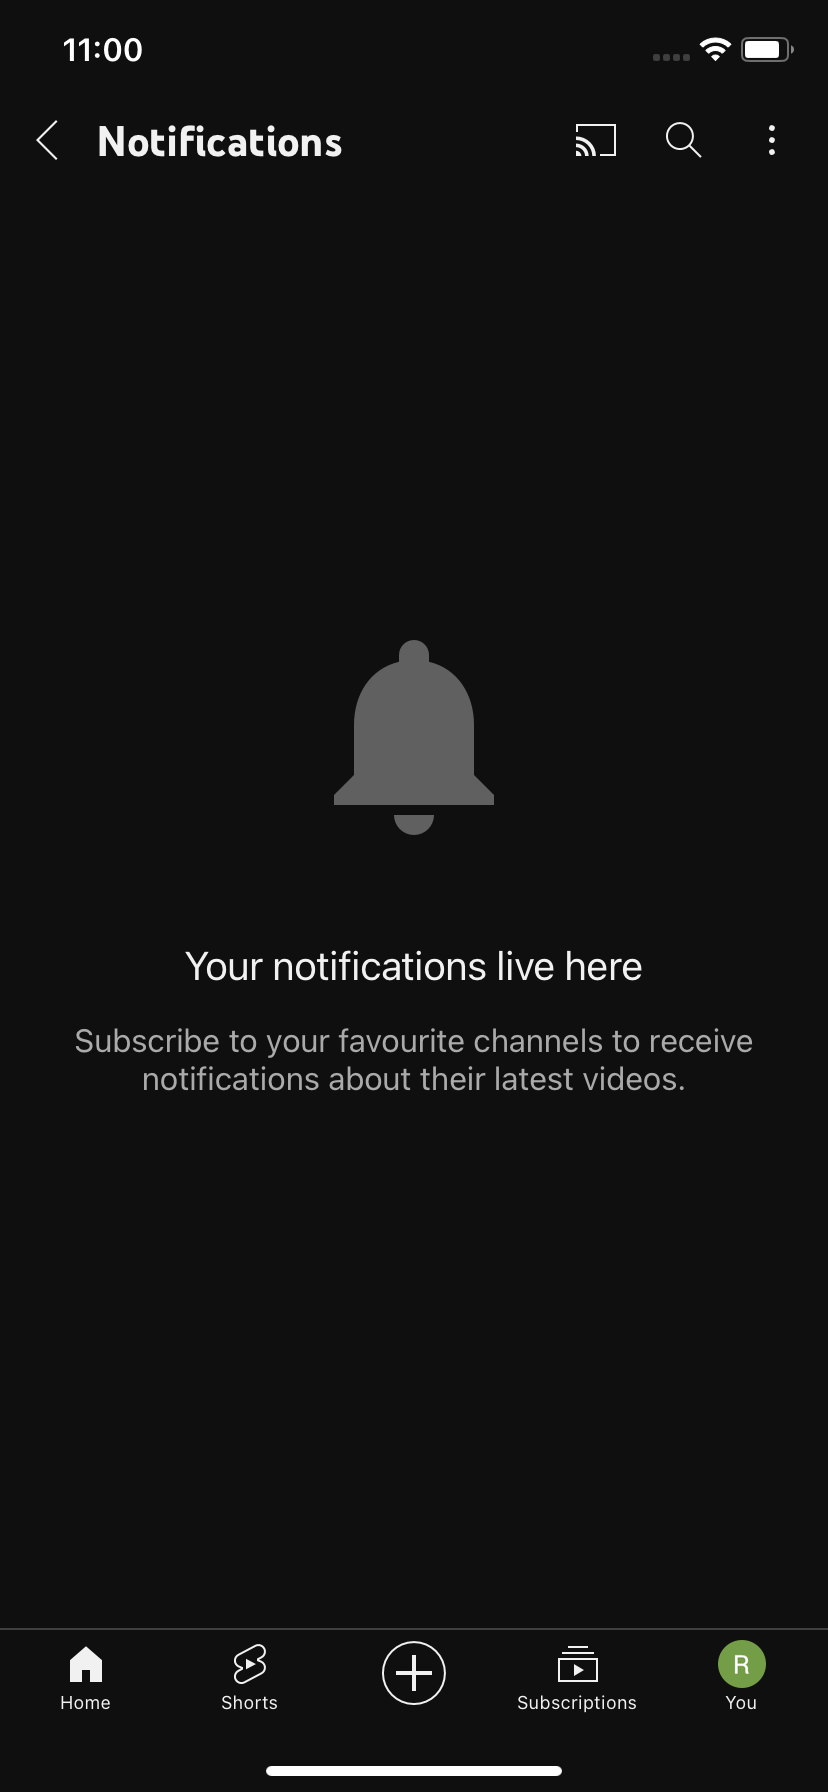 11:00
Notifications
Your notifications live here
Subscribe to your favourite channels to receive
notifications about their latest videos.
Home
Shorts
Subscriptions
R
You